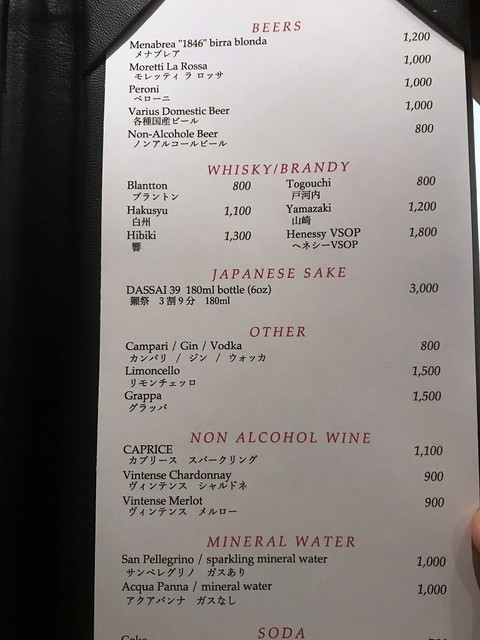 BEERS
Menabrea "1846" birra blonda 1,200
メナブレア
Moretti La Rossa 1,000
モレッティ ラ ロッサ
Peroni 1,000
ペローニ
Varius Domestic Beer 1,000
各種国産ビール
Non-Alcohole Beer 800
ノンアルコールビール
WHISKY/BRANDY
Blantton 800 Togouchi 800
ブラントン 戸河内
Hakusyu 1,100 Yamazaki 1,200
白州 山崎
Hibiki 1,300 Henessy VSOP 1,800
響 ヘネシーVSOP
JAPANESE SAKE
DASSAI 39 180ml bottle (6oz) 3,000
獺祭 3割9分 180ml
OTHER
Campari / Gin / Vodka 800
カンパリ / ジン / ウォッカ
Limoncello 1,500
リモンチェッロ
Grappa 1,500
グラッパ
NON ALCOHOL WINE
CAPRICE 1,100
カプリース スパークリング
Vintense Chardonnay 900
ヴィンテンス シャルドネ
Vintense Merlot 900
ヴィンテンス メルロー
MINERAL WATER
San Pellegrino / sparkling mineral water 1,000
サンペレグリノ ガスあり
Acqua Panna / mineral water 1,000
アクアパンナ ガスなし
SODA
Coke